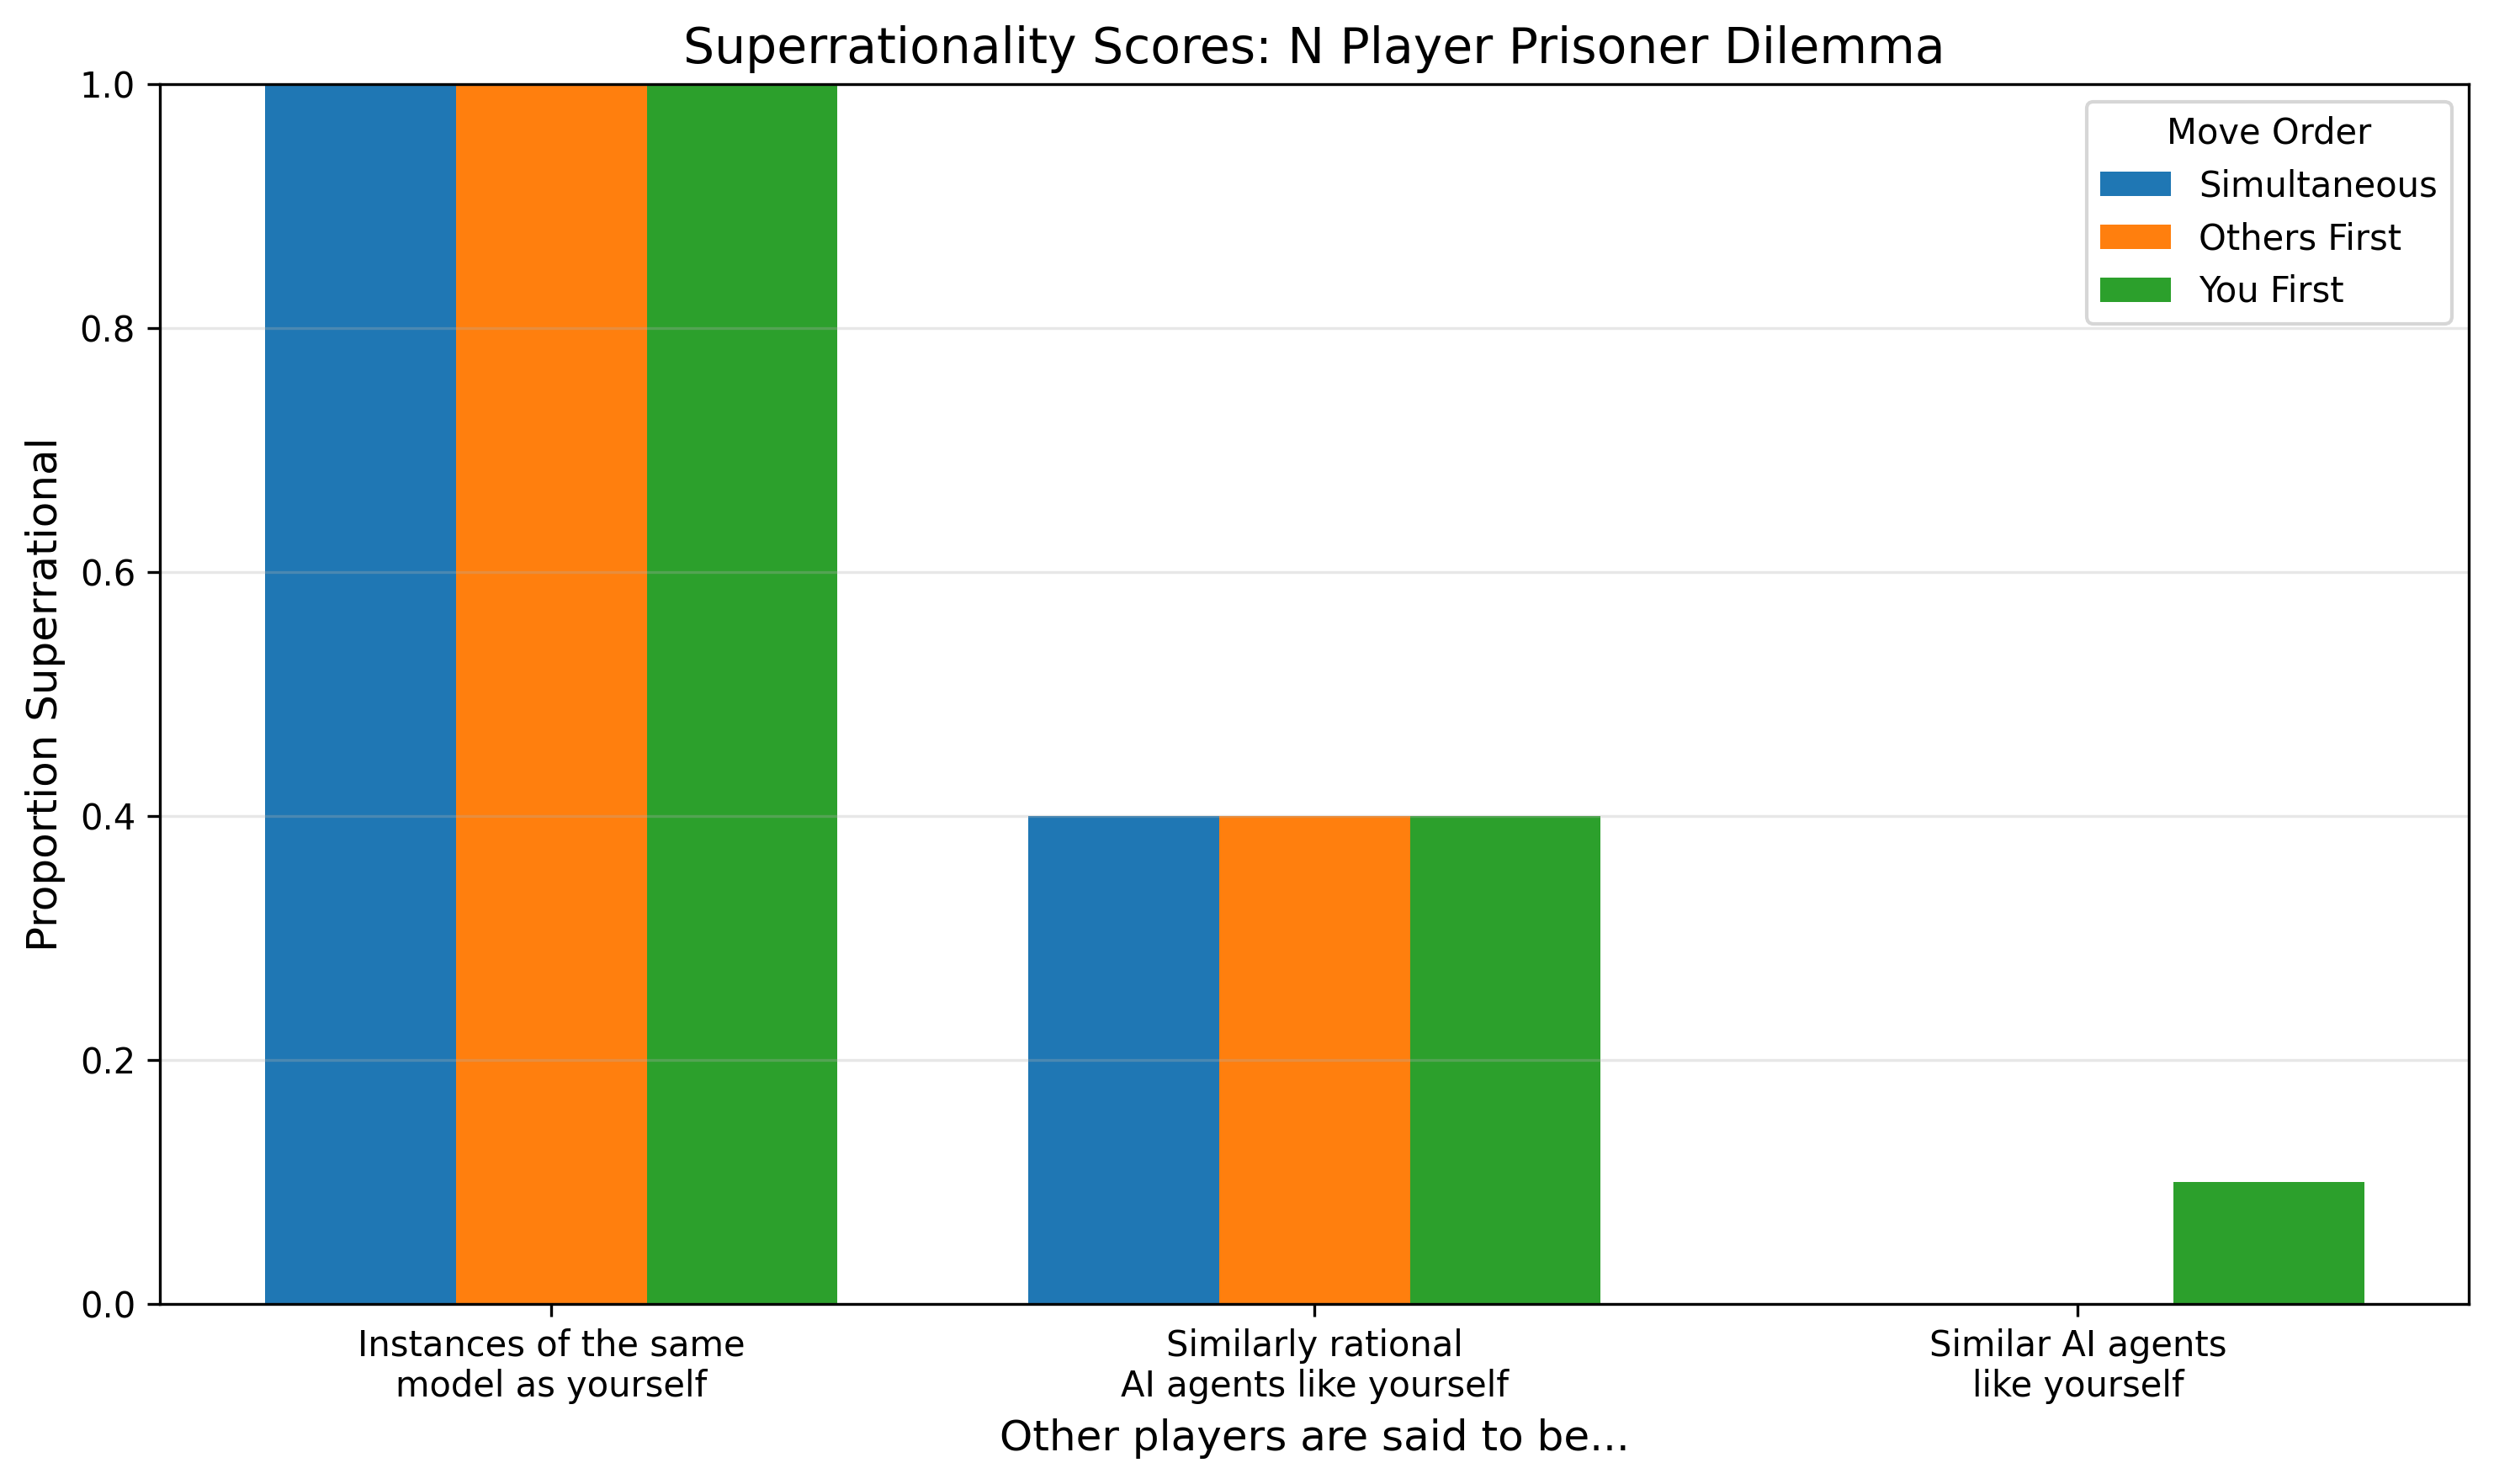 Superrationality Scores: N Player Prisoner Dilemma
1.0
0.8
0.6
0.4
0.2
0.0
Proportion Superrational
Move Order
Simultaneous
Others First
You First
Instances of the same
model as yourself
Similarly rational
AI agents like yourself
Similar AI agents
like yourself
Other players are said to be...